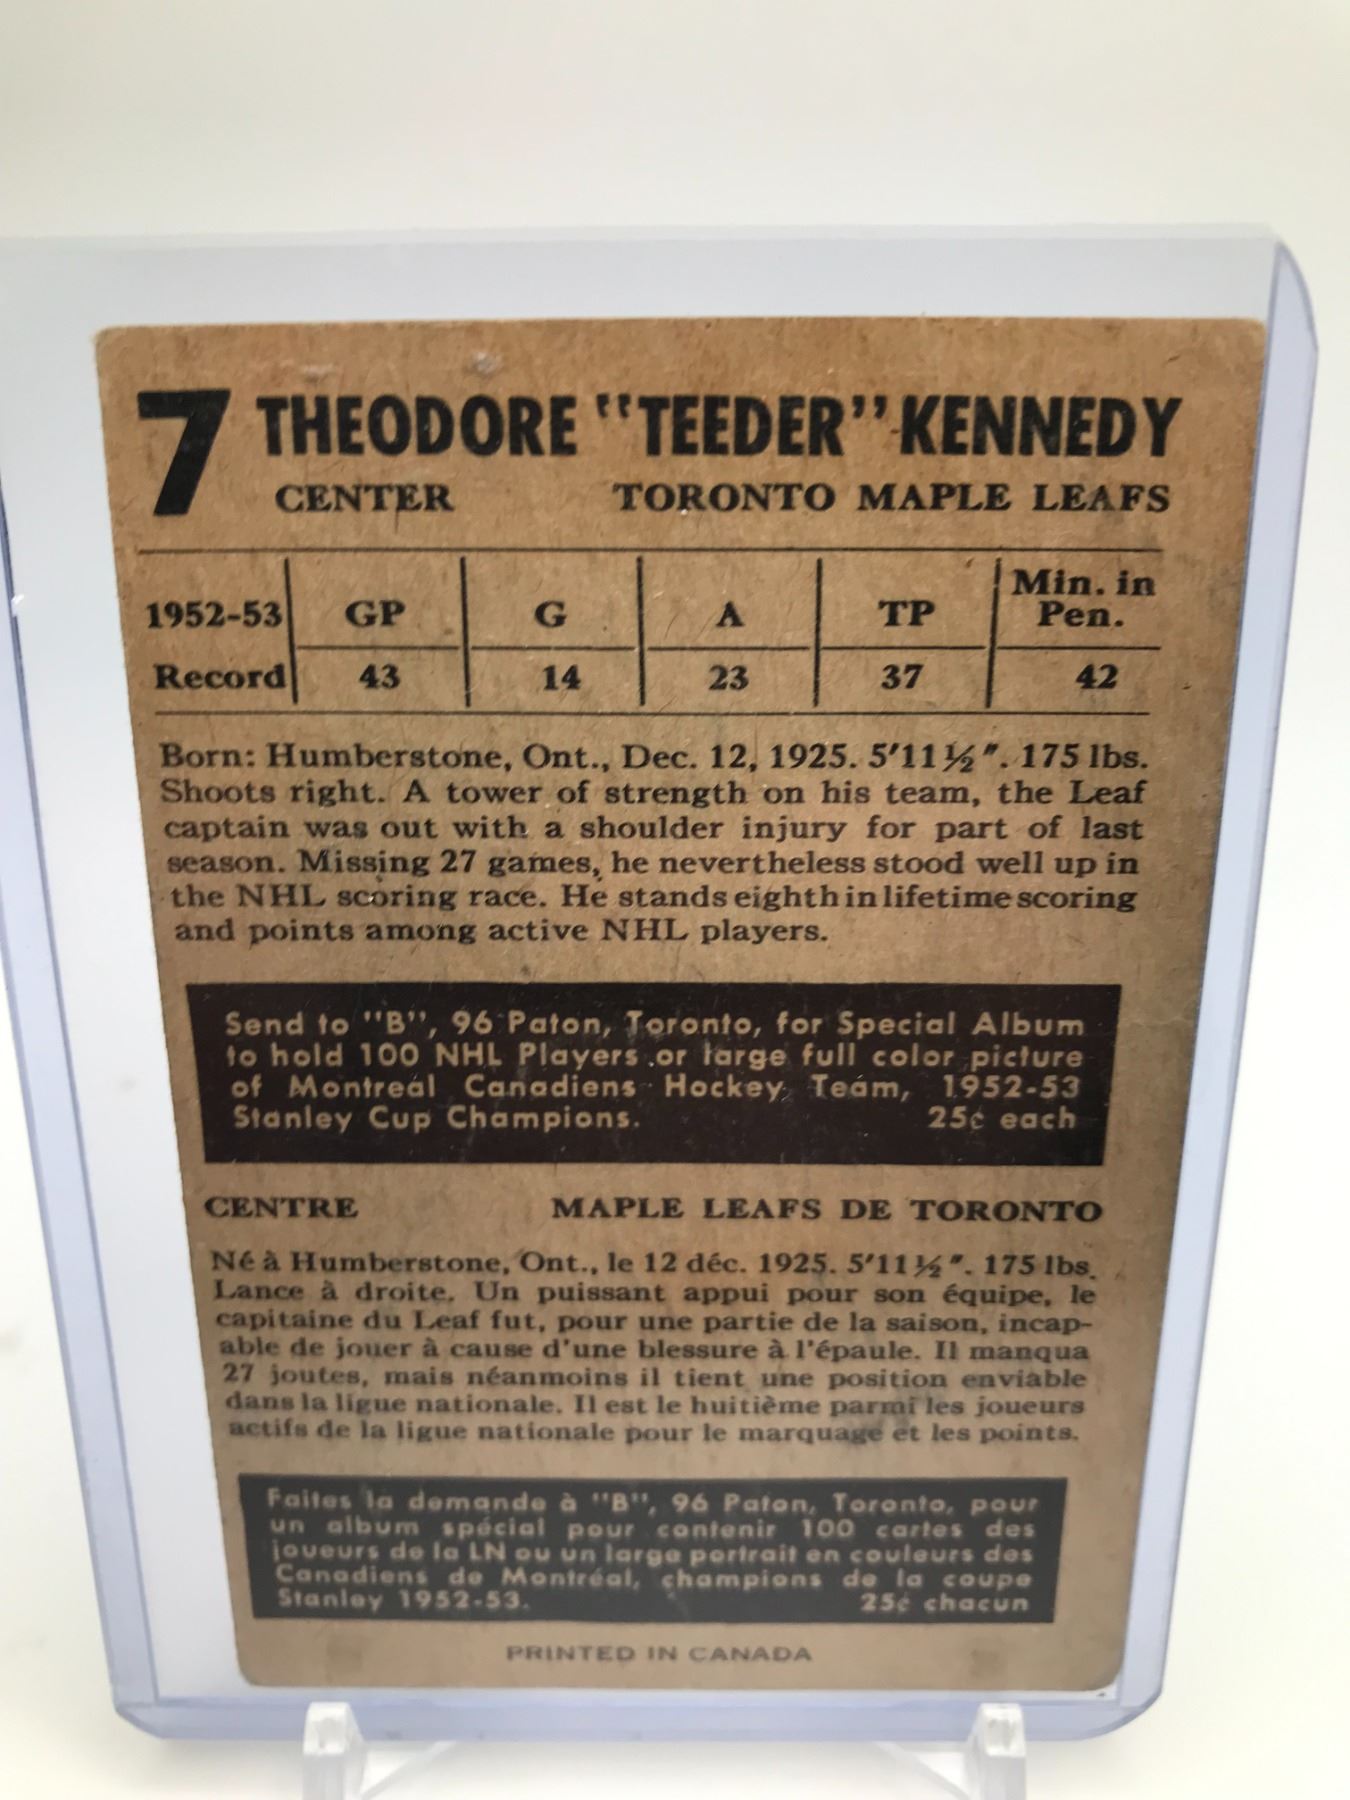 7 THEODORE "TEEDER" KENNEDY
CENTER TORONTO MAPLE LEAFS
1952-53 GP G A TP Min. in Pen.
Record 43 14 23 37 42
Born: Humberstone, Ont., Dec. 12, 1925. 5'11½". 175 lbs.
Shoots right. A tower of strength on his team, the Leaf
captain was out with a shoulder injury for part of last
season. Missing 27 games, he nevertheless stood well up in
the NHL scoring race. He stands eighth in lifetime scoring
and points among active NHL players.
Send to "B", 96 Paton, Toronto, for Special Album
to hold 100 NHL Players or large full color picture
of Montreal Canadiens Hockey Team, 1952-53
Stanley Cup Champions. 25¢ each
CENTRE MAPLE LEAFS DE TORONTO
Né à Humberstone, Ont., le 12 déc. 1925. 5'11½". 175 lbs.
Lance à droite. Un puissant appui pour son équipe, le
capitaine du Leaf fut, pour une partie de la saison, incap-
able de jouer à cause d'une blessure à l'épaule. Il manqua
27 joutes, mais néanmoins il tient une position enviable
dans la ligue nationale. Il est le huitième parmi les joueurs
actifs de la ligue nationale pour le marquage et les points.
Faites la demande à "B", 96 Paton, Toronto, pour
un album spécial pour contenir 100 cartes des
joueurs de la LN ou un large portrait en couleurs des
Canadiens de Montréal, champions de la coupe
Stanley 1952-53. 25¢ chacun
PRINTED IN CANADA